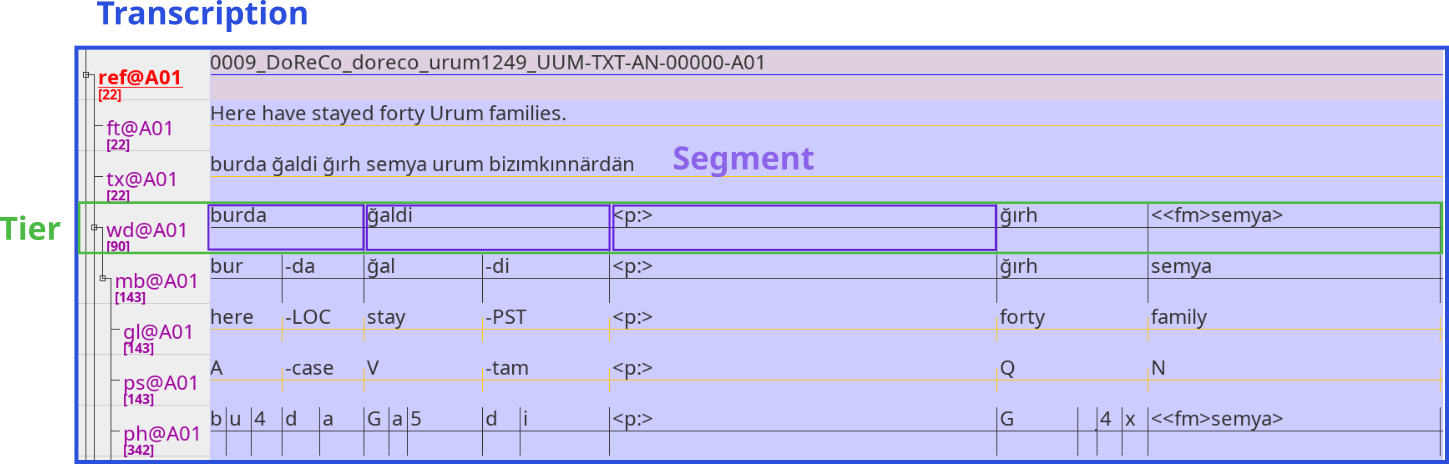 Transcription
0009_DoReCo_doreco_urum1249_UUM-TXT-AN-00000-A01
ref@A01
[22]
Here have stayed forty Urum families.
ft@A01
[22]
burda ğaldi ğırh semya urum bizımkınnärdän Segment
tx@A01
[22]
burda ğaldi <p:> ğırh <<fm>semya>
Tier wd@A01
[90]
bur -da ğal -di <p:> ğırh semya
mb@A01
[143]
here -LOC stay -PST <p:> forty family
gl@A01
[143]
A -case V -tam <p:> Q N
ps@A01
[143]
b u 4 d a G a 5 d i <p:> G 4 x <<fm>semya>
ph@A01
[342]